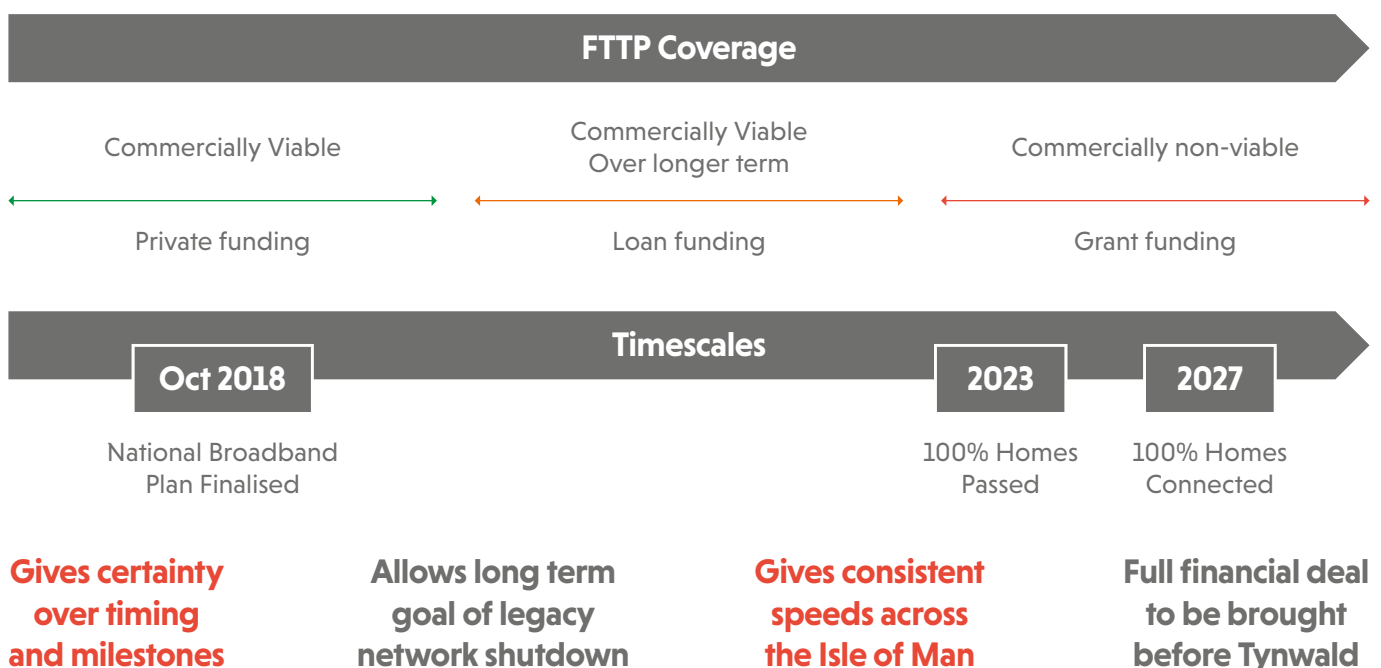 FTTP Coverage
Commercially Viable
Commercially Viable
Over longer term
Commercially non-viable
Private funding
Loan funding
Grant funding
Timescales
Oct 2018
2023
2027
National Broadband
Plan Finalised
100% Homes
Passed
100% Homes
Connected
Gives certainty
over timing
and milestones
Allows long term
goal of legacy
network shutdown
Gives consistent
speeds across
the Isle of Man
Full financial deal
to be brought
before Tynwald